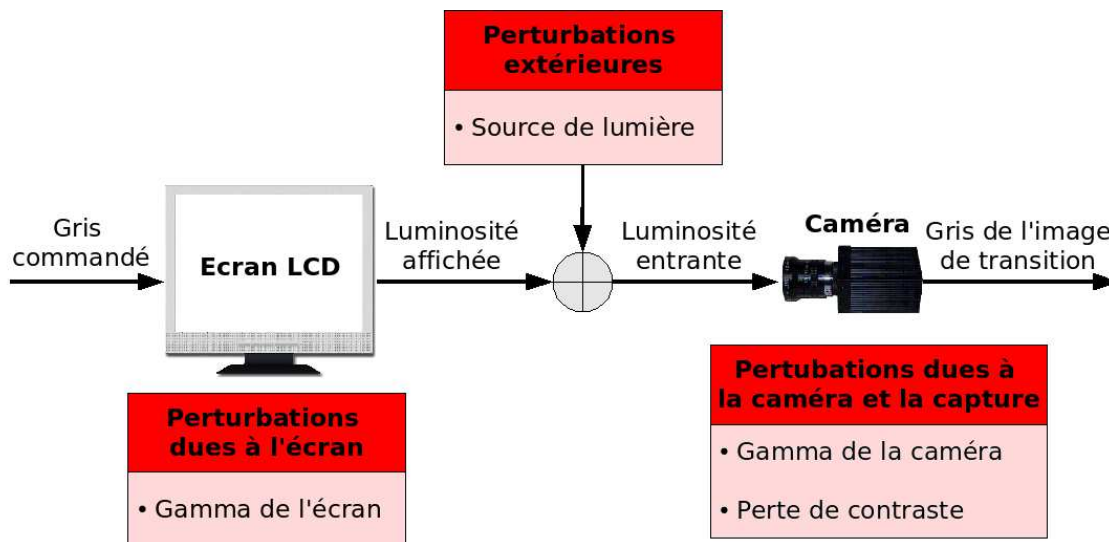 Perturbations
extérieures
• Source de lumière
Gris
commandé
Ecran LCD
Luminosité
affichée
Luminosité
entrante
Caméra
Gris de l'image
de transition
Perturbations
dues à l'écran
• Gamma de l'écran
Pertubations dues à
la caméra et la capture
• Gamma de la caméra
• Perte de contraste